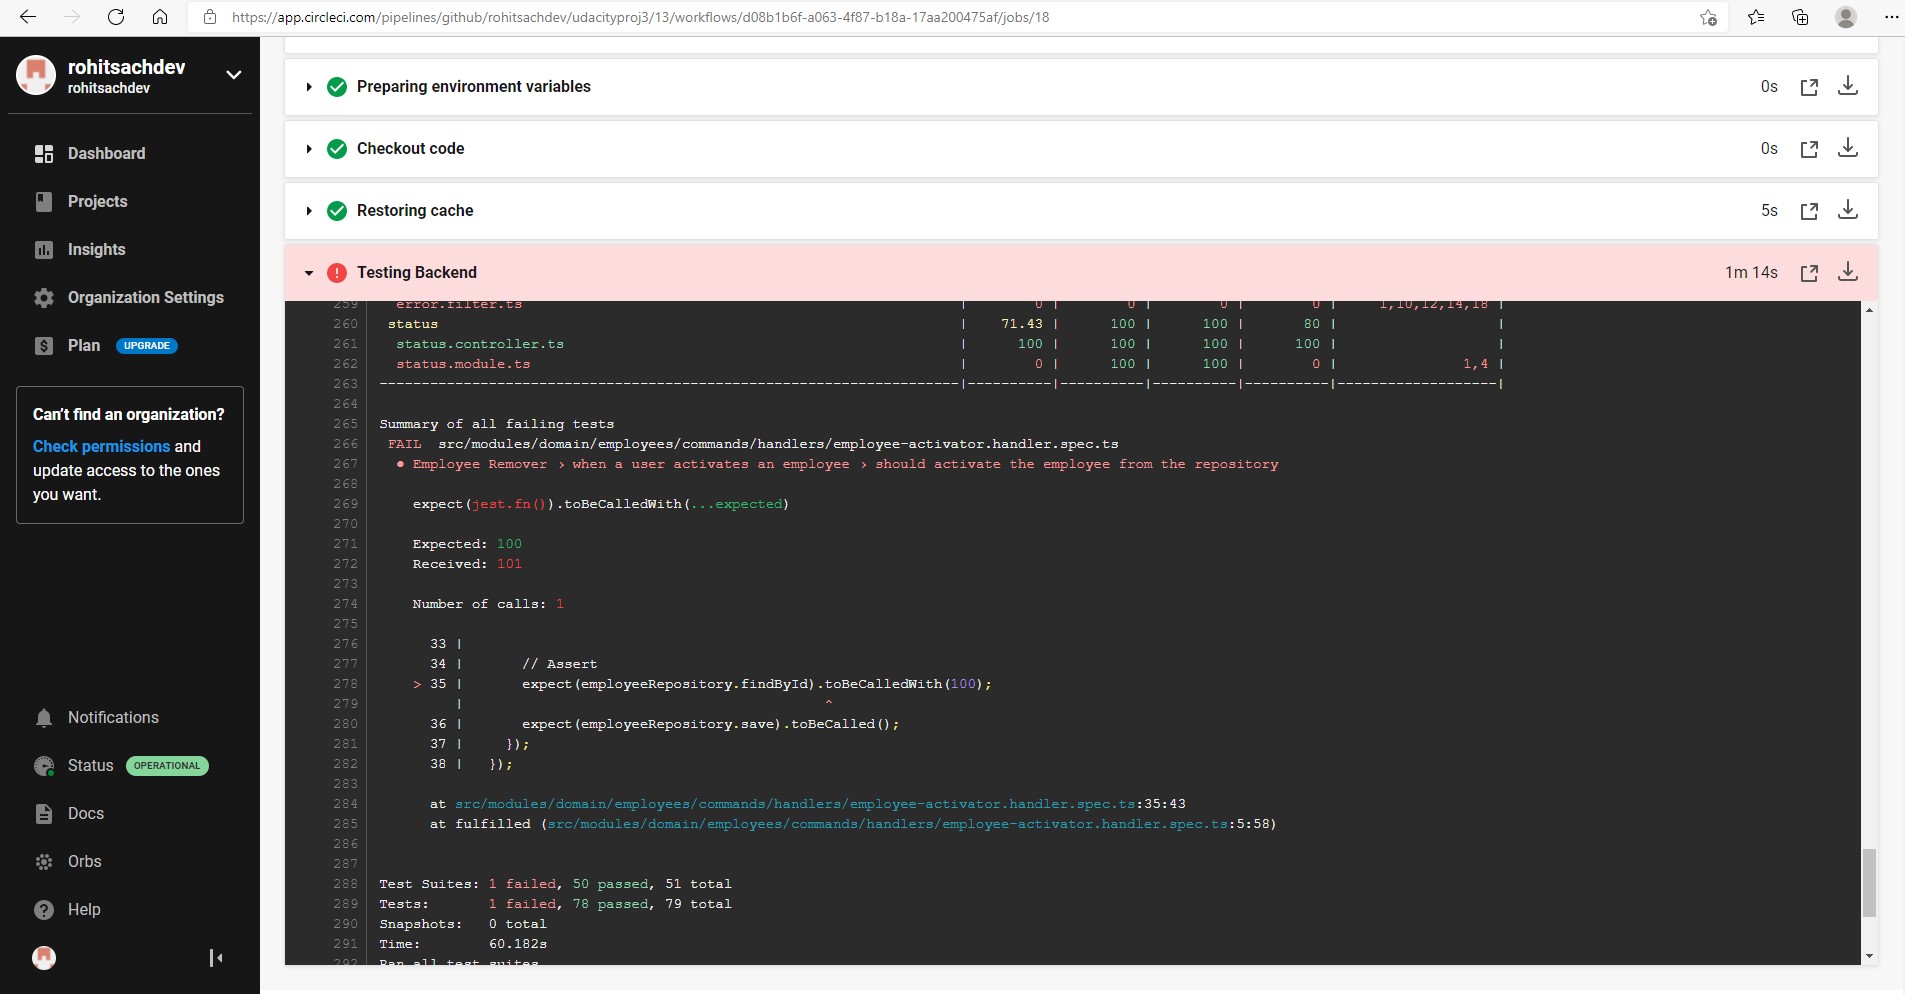 https://app.circleci.com/pipelines/github/rohitsachdev/udacityproj3/13/workflows/d08b1b6f-a063-4f87-b18a-17aa200475af/jobs/18
rohitsachdev
rohitsachdev
Dashboard
Projects
Insights
Organization Settings
Plan UPGRADE
Can't find an organization?
Check permissions and
update access to the ones
you want.
Notifications
Status OPERATIONAL
Docs
Orbs
Help
Preparing environment variables 0s
Checkout code 0s
Restoring cache 5s
Testing Backend 1m 14s
259 error.filter.ts | 0 | 0 | 0 | 0 | 1,10,12,14,18 |
260 status | 71.43 | 100 | 100 | 80 | |
261 status.controller.ts | 100 | 100 | 100 | 100 | |
262 status.module.ts | 0 | 100 | 100 | 0 | 1,4 |
263 ---------------------------------------------------------------------|----------|----------|----------|----------|-------------------|
264
265 Summary of all failing tests
266 FAIL src/modules/domain/employees/commands/handlers/employee-activator.handler.spec.ts
267 ● Employee Remover › when a user activates an employee › should activate the employee from the repository
268
269 expect(jest.fn()).toBeCalledWith(...expected)
270
271 Expected: 100
272 Received: 101
273
274 Number of calls: 1
275
276 33 |
277 34 | // Assert
278 > 35 | expect(employeeRepository.findById).toBeCalledWith(100);
279 | ^
280 36 | expect(employeeRepository.save).toBeCalled();
281 37 | });
282 38 | });
283
284 at src/modules/domain/employees/commands/handlers/employee-activator.handler.spec.ts:35:43
285 at fulfilled (src/modules/domain/employees/commands/handlers/employee-activator.handler.spec.ts:5:58)
286
287
288 Test Suites: 1 failed, 50 passed, 51 total
289 Tests: 1 failed, 78 passed, 79 total
290 Snapshots: 0 total
291 Time: 60.182s
292 Ran all test suites.